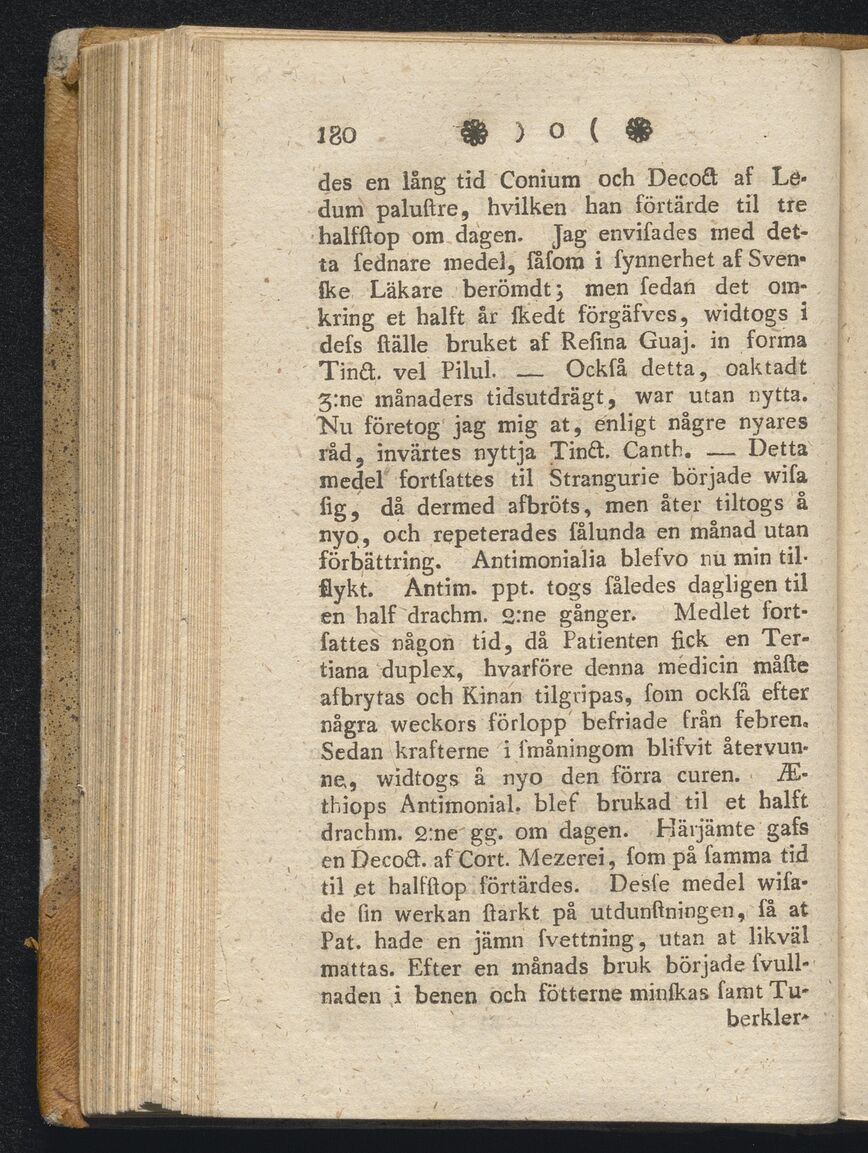 180 ❁ ) o ( ❁
des en lång tid Conium och Decoct af Le-
dum paluſtre, hvilken han förtärde til tre
halfſtop om dagen. Jag enviſades med det-
ta ſednare medel, ſåſom i ſynnerhet af Sven-
ſke Läkare berömdt; men ſedan det om-
kring et halft år ſkedt förgäfves, widtogs i
deſs ſtälle bruket af Reſina Guaj. in forma
Tinct. vel Pilul. — Ockſå detta, oaktadt
3:ne månaders tidsutdrägt, war utan nytta.
Nu företog jag mig at, enligt några nyares
råd, invärtes nyttja Tinct. Canth. — Detta
medel fortſattes til Strangurie började wiſa
ſig, då dermed afbröts, men åter tiltogs å
nyo, och repeterades ſålunda en månad utan
förbättring. Antimonialia blefvo nu min til-
flykt. Antim. ppt. togs ſåledes dagligen til
en half drachm. 2:ne gånger. Medlet fort-
ſattes någon tid, då Patienten fick en Ter-
tiana duplex, hvarföre denna medicin måſte
afbrytas och Kinan tilgripas, ſom ockſå efter
några weckors förlopp befriade från febren.
Sedan krafterne i ſmåningom blifvit återvun-
ne, widtogs å nyo den förra curen. Æ-
thiops Antimonial. blef brukad til et halft
drachm. 2:ne gg. om dagen. Härjämte gafs
en Decoct. af Cort. Mezerei, ſom på ſamma tid
til et halfſtop förtärdes. Desſe medel wiſa-
de ſin werkan ſtarkt på utdunſtningen, ſå at
Pat. hade en jämn ſvettning, utan at likväl
mattas. Efter en månads bruk började ſvull-
naden i benen och fötterne minſkas ſamt Tu-
berkler-